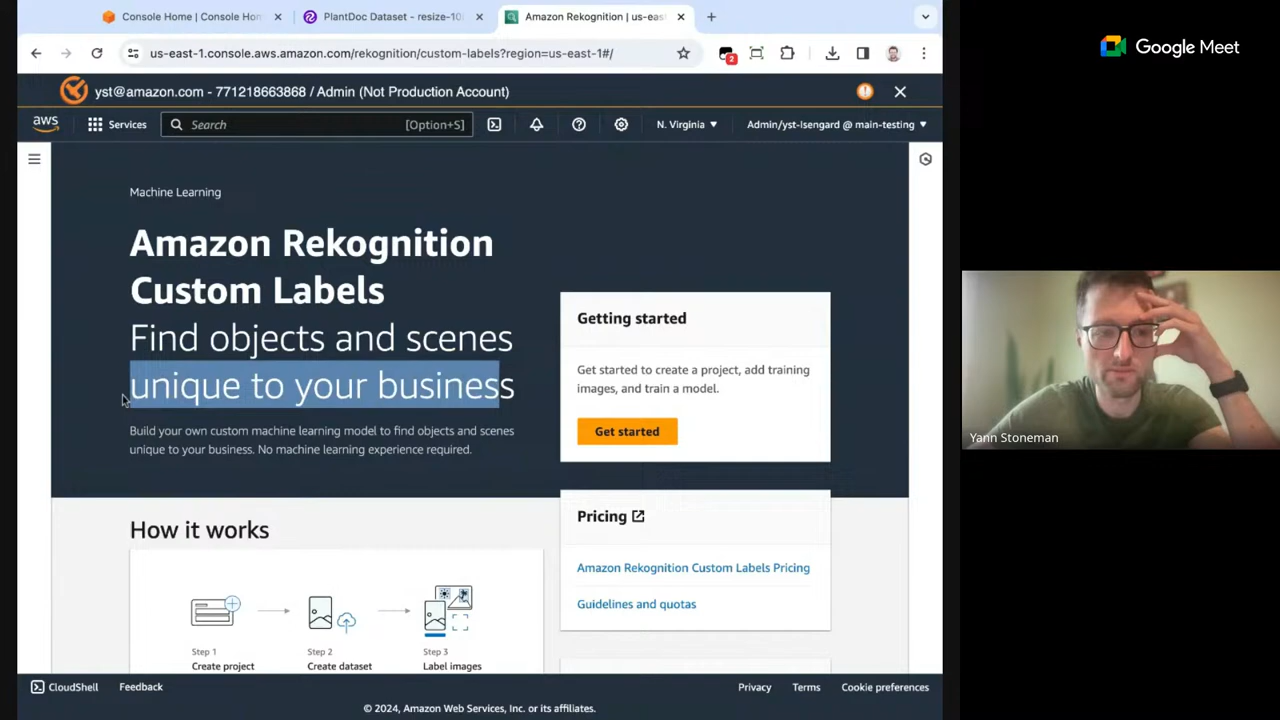 Console Home | Console Hom
PlantDoc Dataset - resize-10
Amazon Rekognition | us-eas
us-east-1.console.aws.amazon.com/rekognition/custom-labels?region=us-east-1#/
2
Google Meet
yst@amazon.com - 771218663868 / Admin (Not Production Account)
aws
Services
Search
[Option+S]
N. Virginia
Admin/yst-Isengard @ main-testing
Machine Learning
Amazon Rekognition
Custom Labels
Find objects and scenes
unique to your business
Build your own custom machine learning model to find objects and scenes
unique to your business. No machine learning experience required.
Getting started
Get started to create a project, add training
images, and train a model.
Get started
Pricing
Amazon Rekognition Custom Labels Pricing
Guidelines and quotas
How it works
Step 1
Create project
Step 2
Create dataset
Step 3
Label images
Yann Stoneman
CloudShell
Feedback
Privacy
Terms
Cookie preferences
© 2024, Amazon Web Services, Inc. or its affiliates.